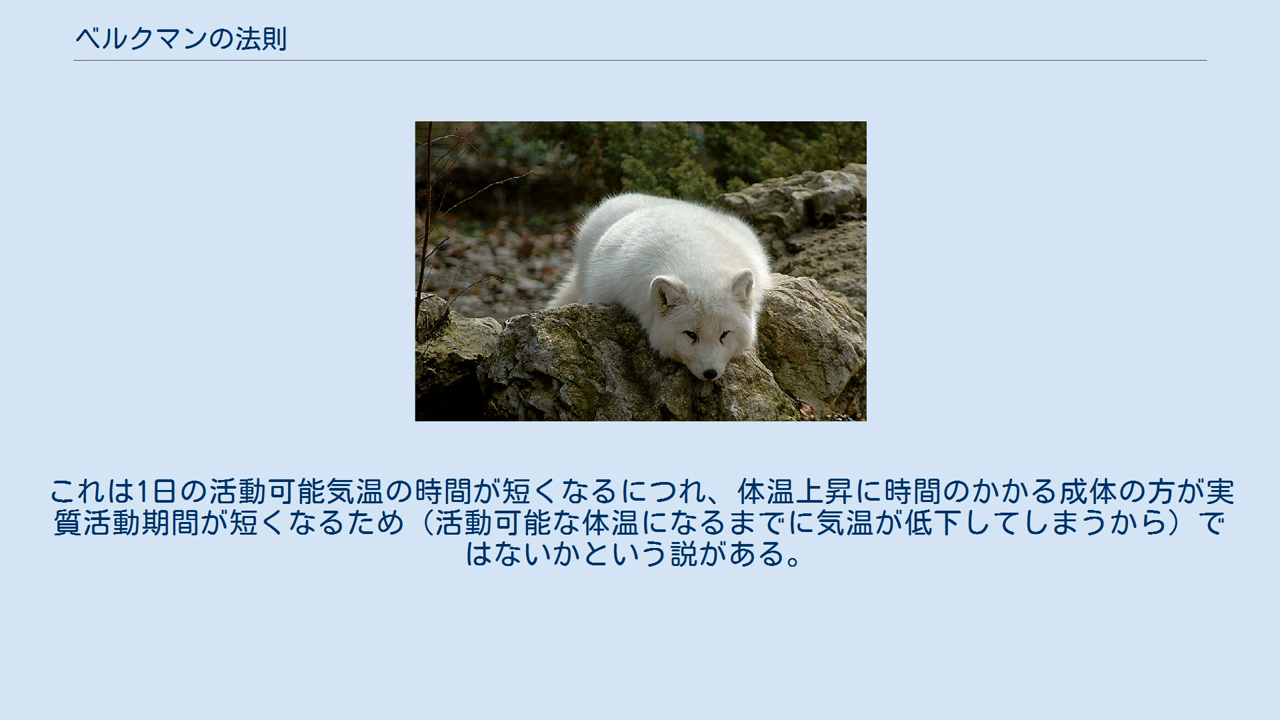 ベルクマンの法則
これは1日の活動可能気温の時間が短くなるにつれ、体温上昇に時間のかかる成体の方が実
質活動期間が短くなるため（活動可能な体温になるまでに気温が低下してしまうから）で
はないかという説がある。